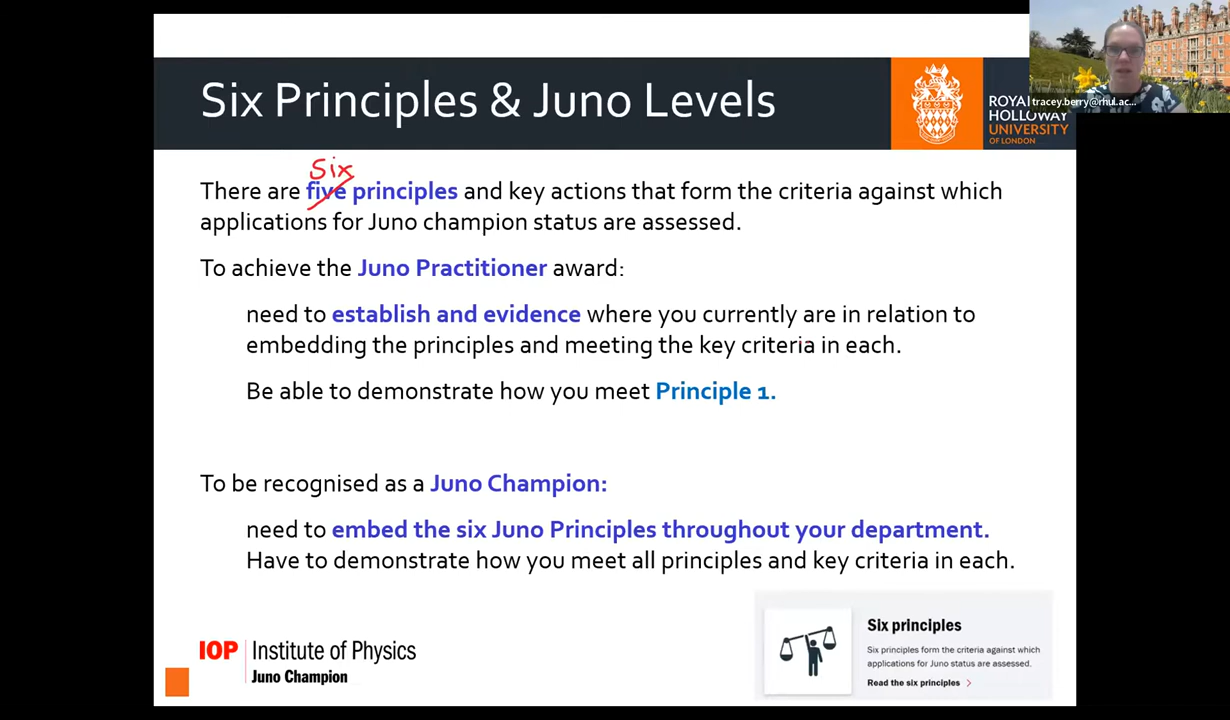 Six Principles & Juno Levels
ROYAL
HOLLOWAY
UNIVERSITY
OF LONDON
tracey.berry@rhul.ac...
Six
There are five principles and key actions that form the criteria against which
applications for Juno champion status are assessed.
To achieve the Juno Practitioner award:
need to establish and evidence where you currently are in relation to
embedding the principles and meeting the key criteria in each.
Be able to demonstrate how you meet Principle 1.
To be recognised as a Juno Champion:
need to embed the six Juno Principles throughout your department.
Have to demonstrate how you meet all principles and key criteria in each.
IOP Institute of Physics
Juno Champion
Six principles
Six principles form the criteria against which
applications for Juno status are assessed.
Read the six principles >